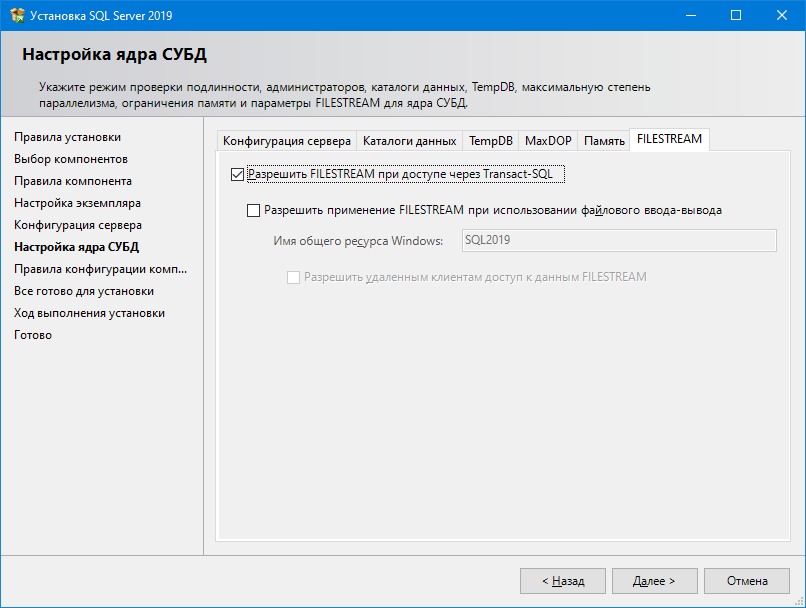 Установка SQL Server 2019
Настройка ядра СУБД
Укажите режим проверки подлинности, администраторов, каталоги данных, TempDB, максимальную степень
параллелизма, ограничения памяти и параметры FILESTREAM для ядра СУБД.
Правила установки
Выбор компонентов
Правила компонента
Настройка экземпляра
Конфигурация сервера
Настройка ядра СУБД
Правила конфигурации комп...
Все готово для установки
Ход выполнения установки
Готово
Конфигурация сервера Каталоги данных TempDB MaxDOP Память FILESTREAM
Разрешить FILESTREAM при доступе через Transact-SQL
Разрешить применение FILESTREAM при использовании файлового ввода-вывода
Имя общего ресурса Windows: SQL2019
Разрешить удаленным клиентам доступ к данным FILESTREAM
< Назад Далее > Отмена